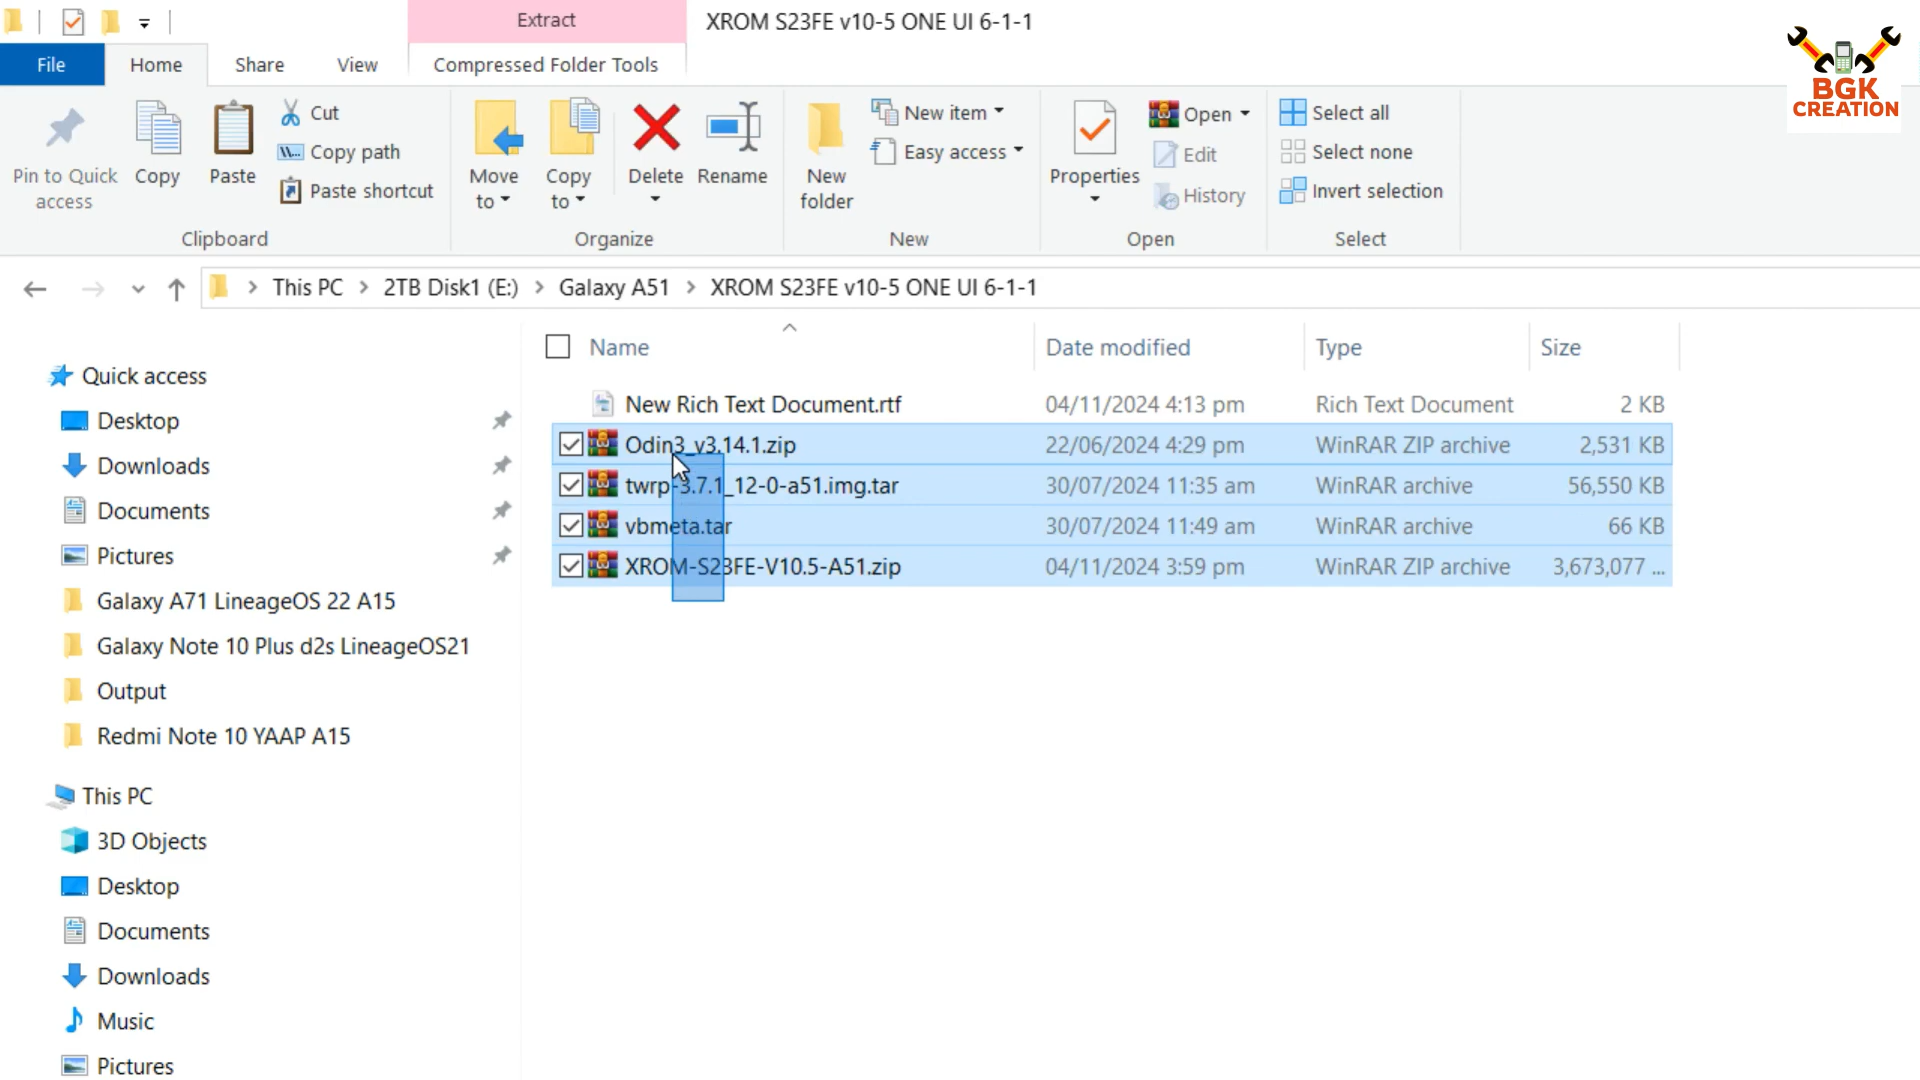 Extract
XROM S23FE v10-5 ONE UI 6-1-1
File
Home
Share
View
Compressed Folder Tools
BGK
CREATION
Pin to Quick
access
Copy
Paste
Cut
Copy path
Paste shortcut
Clipboard
Move
to
Copy
to
Delete
Rename
Organize
New
folder
New item
Easy access
New
Properties
Open
Edit
History
Open
Select all
Select none
Invert selection
Select
This PC
2TB Disk1 (E:)
Galaxy A51
XROM S23FE v10-5 ONE UI 6-1-1
Quick access
Desktop
Downloads
Documents
Pictures
Galaxy A71 LineageOS 22 A15
Galaxy Note 10 Plus d2s LineageOS21
Output
Redmi Note 10 YAAP A15
This PC
3D Objects
Desktop
Documents
Downloads
Music
Pictures
Name Date modified Type Size
New Rich Text Document.rtf 04/11/2024 4:13 pm Rich Text Document 2 KB
Odin3_v3.14.1.zip 22/06/2024 4:29 pm WinRAR ZIP archive 2,531 KB
twrp-3.7.1_12-0-a51.img.tar 30/07/2024 11:35 am WinRAR archive 56,550 KB
vbmeta.tar 30/07/2024 11:49 am WinRAR archive 66 KB
XROM-S23FE-V10.5-A51.zip 04/11/2024 3:59 pm WinRAR ZIP archive 3,673,077 ...